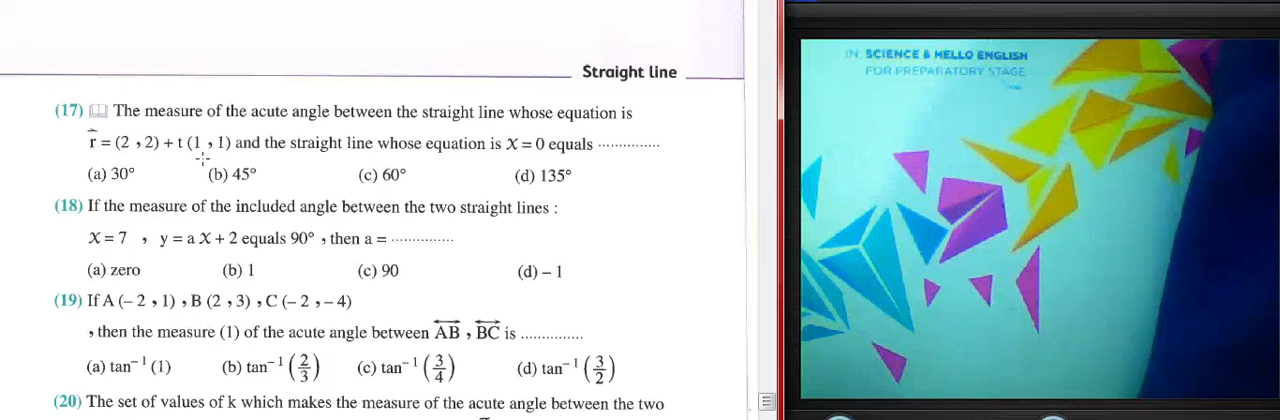 Straight line
(17) The measure of the acute angle between the straight line whose equation is
r = (2 , 2) + t (1 , 1) and the straight line whose equation is X = 0 equals ...............
(a) 30° (b) 45° (c) 60° (d) 135°
(18) If the measure of the included angle between the two straight lines :
X = 7 , y = a X + 2 equals 90° , then a = ...............
(a) zero (b) 1 (c) 90 (d) – 1
(19) If A (– 2 , 1) , B (2 , 3) , C (– 2 , – 4)
, then the measure (1) of the acute angle between AB , BC is ...............
(a) tan⁻¹ (1) (b) tan⁻¹ (2/3) (c) tan⁻¹ (3/4) (d) tan⁻¹ (3/2)
(20) The set of values of k which makes the measure of the acute angle between the two
IN: SCIENCE & HELLO ENGLISH
FOR PREPARATORY STAGE